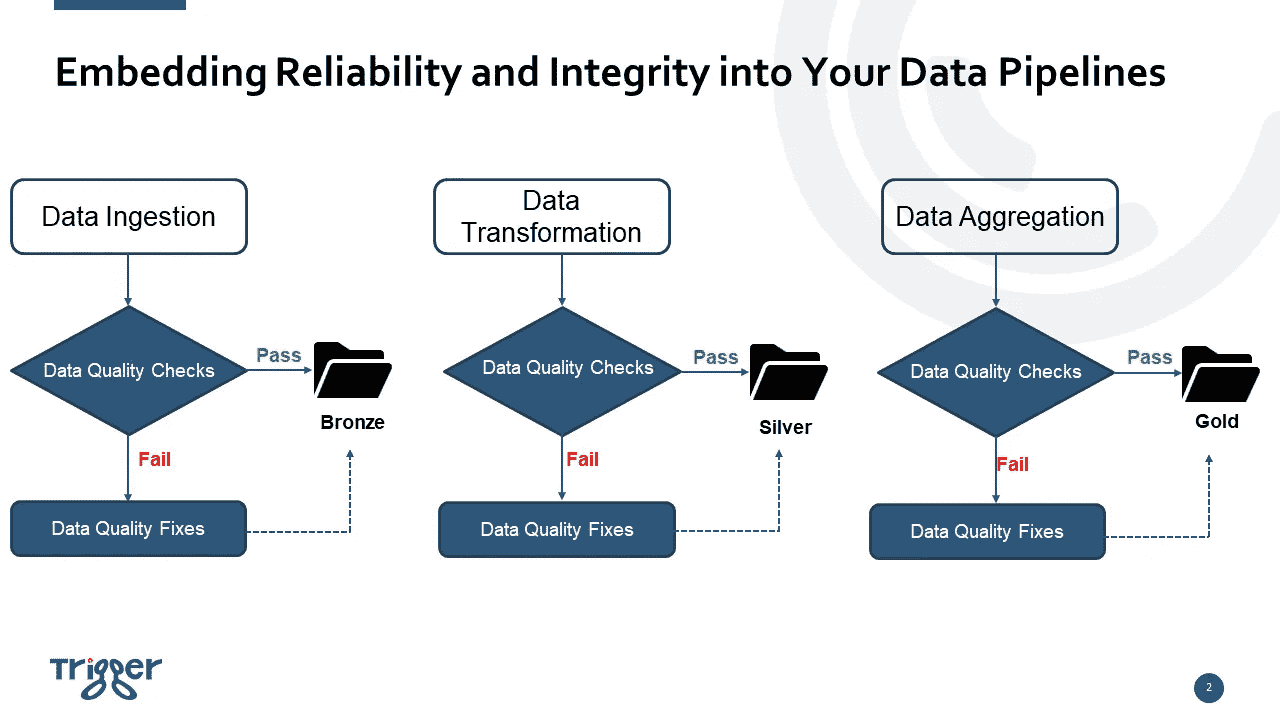 Embedding Reliability and Integrity into Your Data Pipelines
Data Ingestion
Data Quality Checks
Pass
Bronze
Fail
Data Quality Fixes
Data
Transformation
Data Quality Checks
Pass
Silver
Fail
Data Quality Fixes
Data Aggregation
Data Quality Checks
Pass
Gold
Fail
Data Quality Fixes
Trigger
2